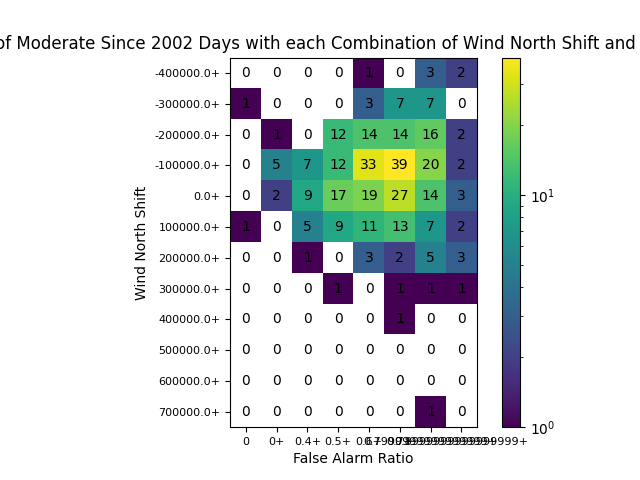 of Moderate Since 2002 Days with each Combination of Wind North Shift and
-400000.0+ 0 0 0 0 1 0 3 2
-300000.0+ 1 0 0 0 3 7 7 0
-200000.0+ 0 1 0 12 14 14 16 2
-100000.0+ 0 5 7 12 33 39 20 2
0.0+ 0 2 9 17 19 27 14 3
100000.0+ 1 0 5 9 11 13 7 2
200000.0+ 0 0 1 0 3 2 5 3
300000.0+ 0 0 0 1 0 1 1 1
400000.0+ 0 0 0 0 0 1 0 0
500000.0+ 0 0 0 0 0 0 0 0
600000.0+ 0 0 0 0 0 0 0 0
700000.0+ 0 0 0 0 0 0 1 0
0 0+ 0.4+ 0.5+
False Alarm Ratio
Wind North Shift
10¹
10⁰